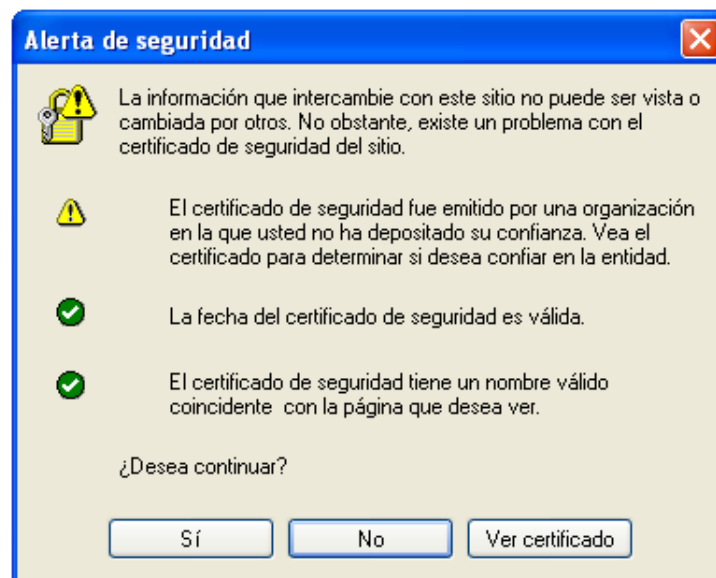 Alerta de seguridad
La información que intercambie con este sitio no puede ser vista o
cambiada por otros. No obstante, existe un problema con el
certificado de seguridad del sitio.
El certificado de seguridad fue emitido por una organización
en la que usted no ha depositado su confianza. Vea el
certificado para determinar si desea confiar en la entidad.
La fecha del certificado de seguridad es válida.
El certificado de seguridad tiene un nombre válido
coincidente con la página que desea ver.
¿Desea continuar?
Sí No Ver certificado